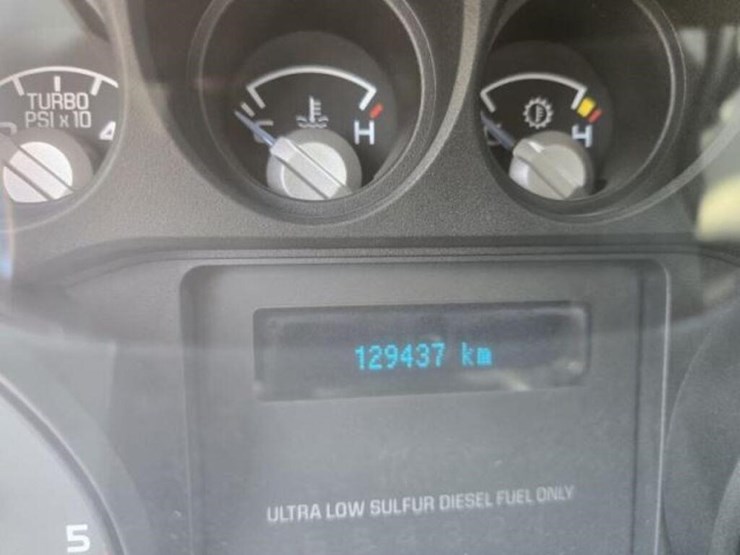 TURBO
PSI x 10
4
C
H
H
129437 km
ULTRA LOW SULFUR DIESEL FUEL ONLY
5